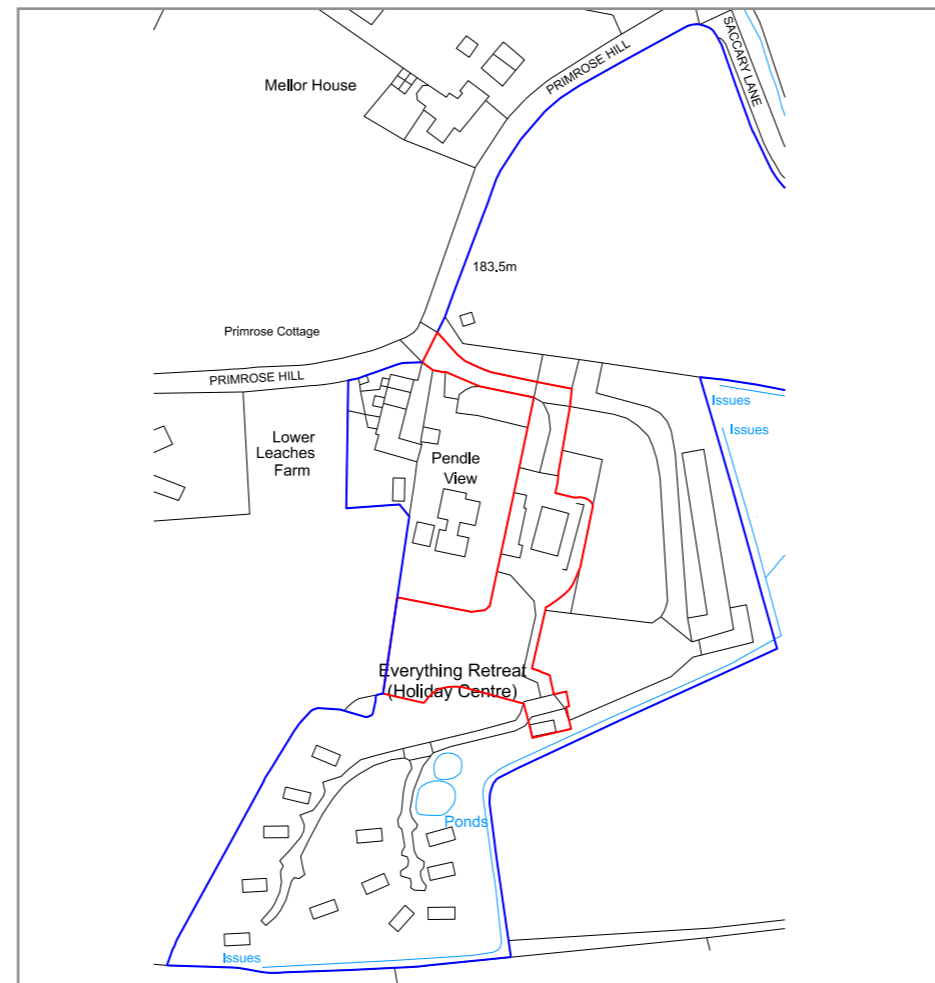 SACCARY LANE
PRIMROSE HILL
Mellor House
183.5m
Primrose Cottage
PRIMROSE HILL
Issues
Issues
Lower
Leaches
Farm
Pendle
View
Everything Retreat
(Holiday Centre)
Ponds
Issues